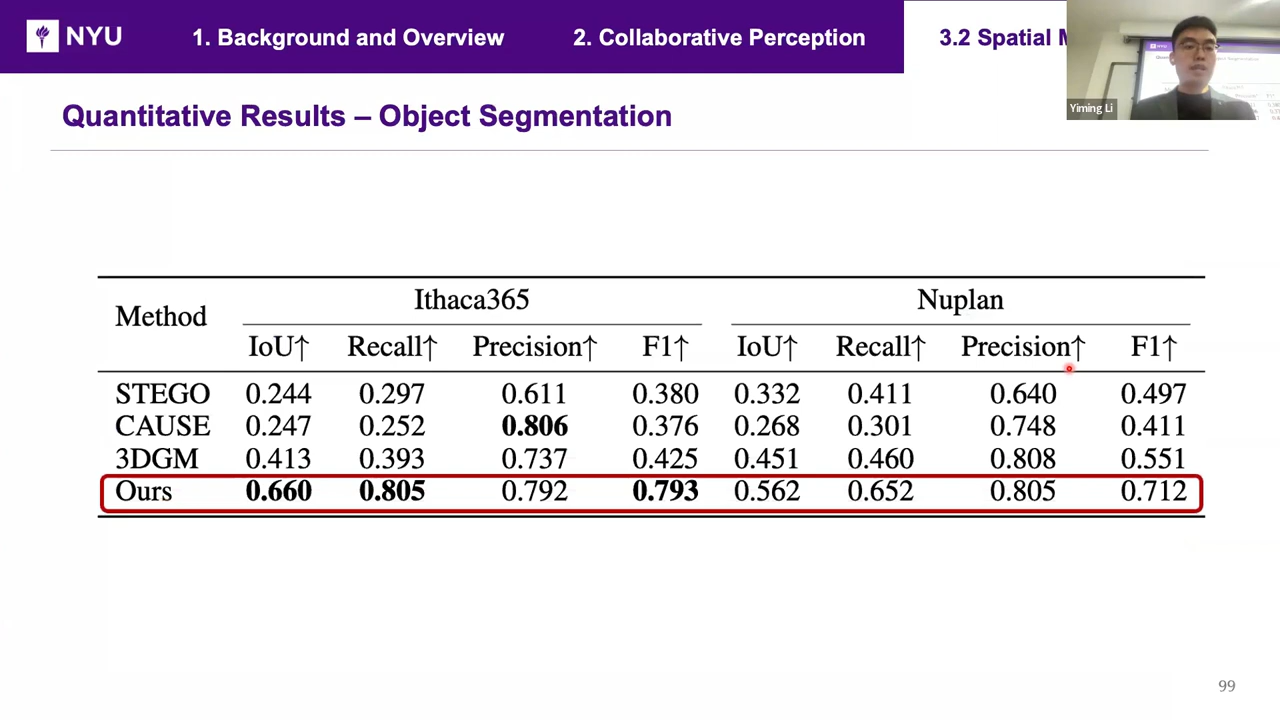 NYU
1. Background and Overview
2. Collaborative Perception
3.2 Spatial M
Yiming Li
Quantitative Results – Object Segmentation
Method Ithaca365 Nuplan
IoU↑ Recall↑ Precision↑ F1↑ IoU↑ Recall↑ Precision↑ F1↑
STEGO 0.244 0.297 0.611 0.380 0.332 0.411 0.640 0.497
CAUSE 0.247 0.252 0.806 0.376 0.268 0.301 0.748 0.411
3DGM 0.413 0.393 0.737 0.425 0.451 0.460 0.808 0.551
Ours 0.660 0.805 0.792 0.793 0.562 0.652 0.805 0.712
99